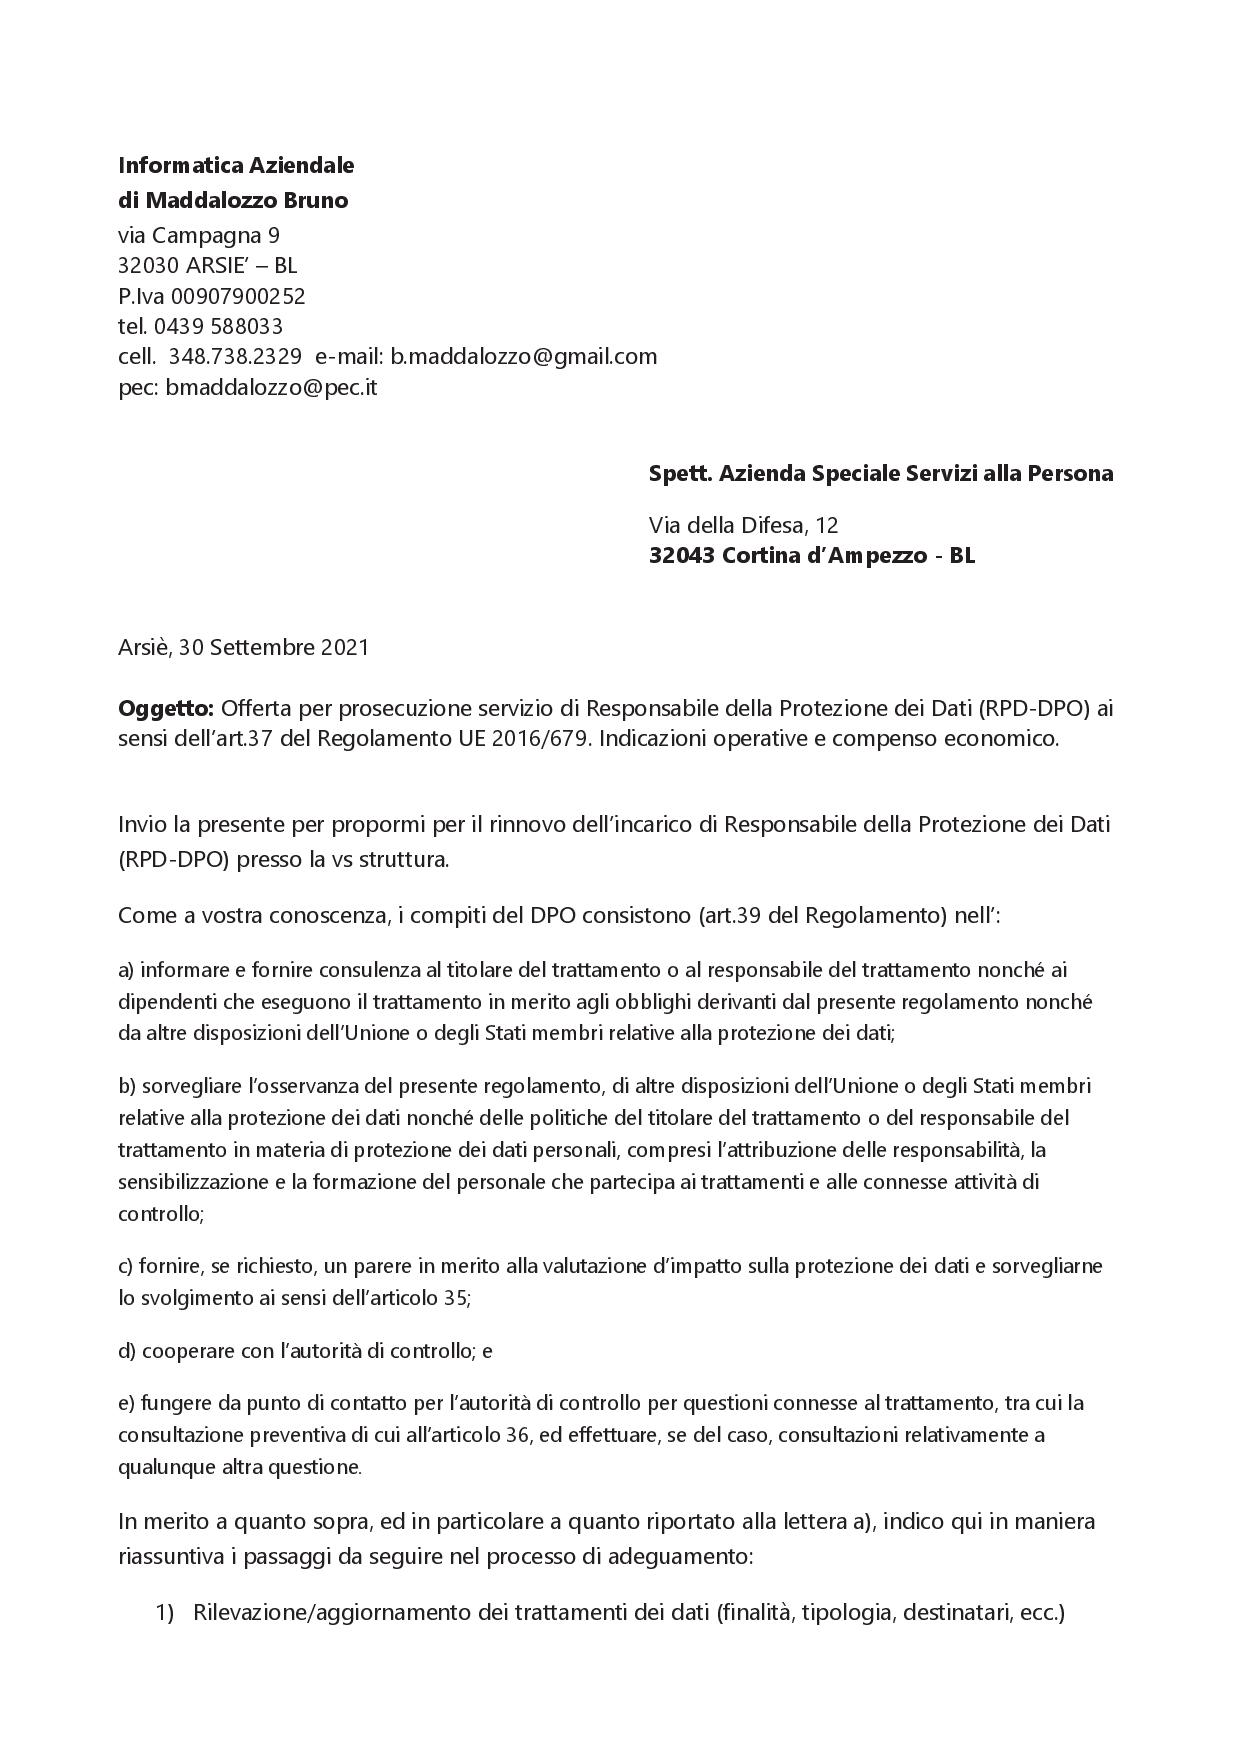 Informatica Aziendale
di Maddalozzo Bruno
via Campagna 9
32030 ARSIE’ – BL
P.Iva 00907900252
tel. 0439 588033
cell.  348.738.2329  e-mail: b.maddalozzo@gmail.com
pec: bmaddalozzo@pec.it
Spett. Azienda Speciale Servizi alla Persona
Via della Difesa, 12
32043 Cortina d’Ampezzo - BL
Arsiè, 30 Settembre 2021
Oggetto: Offerta per prosecuzione servizio di Responsabile della Protezione dei Dati (RPD-DPO) ai
sensi dell’art.37 del Regolamento UE 2016/679. Indicazioni operative e compenso economico.
Invio la presente per propormi per il rinnovo dell’incarico di Responsabile della Protezione dei Dati
(RPD-DPO) presso la vs struttura.
Come a vostra conoscenza, i compiti del DPO consistono (art.39 del Regolamento) nell’:
a) informare e fornire consulenza al titolare del trattamento o al responsabile del trattamento nonché ai
dipendenti che eseguono il trattamento in merito agli obblighi derivanti dal presente regolamento nonché
da altre disposizioni dell’Unione o degli Stati membri relative alla protezione dei dati;
b) sorvegliare l’osservanza del presente regolamento, di altre disposizioni dell’Unione o degli Stati membri
relative alla protezione dei dati nonché delle politiche del titolare del trattamento o del responsabile del
trattamento in materia di protezione dei dati personali, compresi l’attribuzione delle responsabilità, la
sensibilizzazione e la formazione del personale che partecipa ai trattamenti e alle connesse attività di
controllo;
c) fornire, se richiesto, un parere in merito alla valutazione d’impatto sulla protezione dei dati e sorvegliarne
lo svolgimento ai sensi dell’articolo 35;
d) cooperare con l’autorità di controllo; e
e) fungere da punto di contatto per l’autorità di controllo per questioni connesse al trattamento, tra cui la
consultazione preventiva di cui all’articolo 36, ed effettuare, se del caso, consultazioni relativamente a
qualunque altra questione.
In merito a quanto sopra, ed in particolare a quanto riportato alla lettera a), indico qui in maniera
riassuntiva i passaggi da seguire nel processo di adeguamento:
1) Rilevazione/aggiornamento dei trattamenti dei dati (finalità, tipologia, destinatari, ecc.)